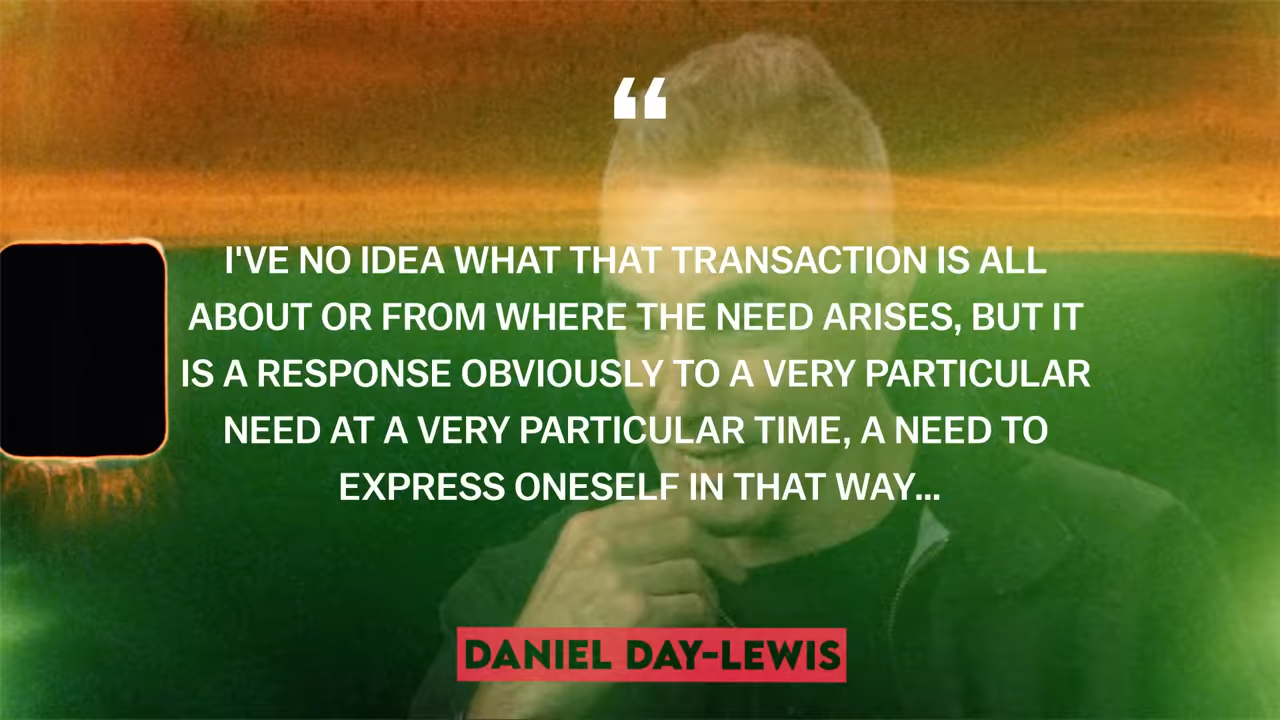 “
I'VE NO IDEA WHAT THAT TRANSACTION IS ALL
ABOUT OR FROM WHERE THE NEED ARISES, BUT IT
IS A RESPONSE OBVIOUSLY TO A VERY PARTICULAR
NEED AT A VERY PARTICULAR TIME, A NEED TO
EXPRESS ONESELF IN THAT WAY...
DANIEL DAY-LEWIS